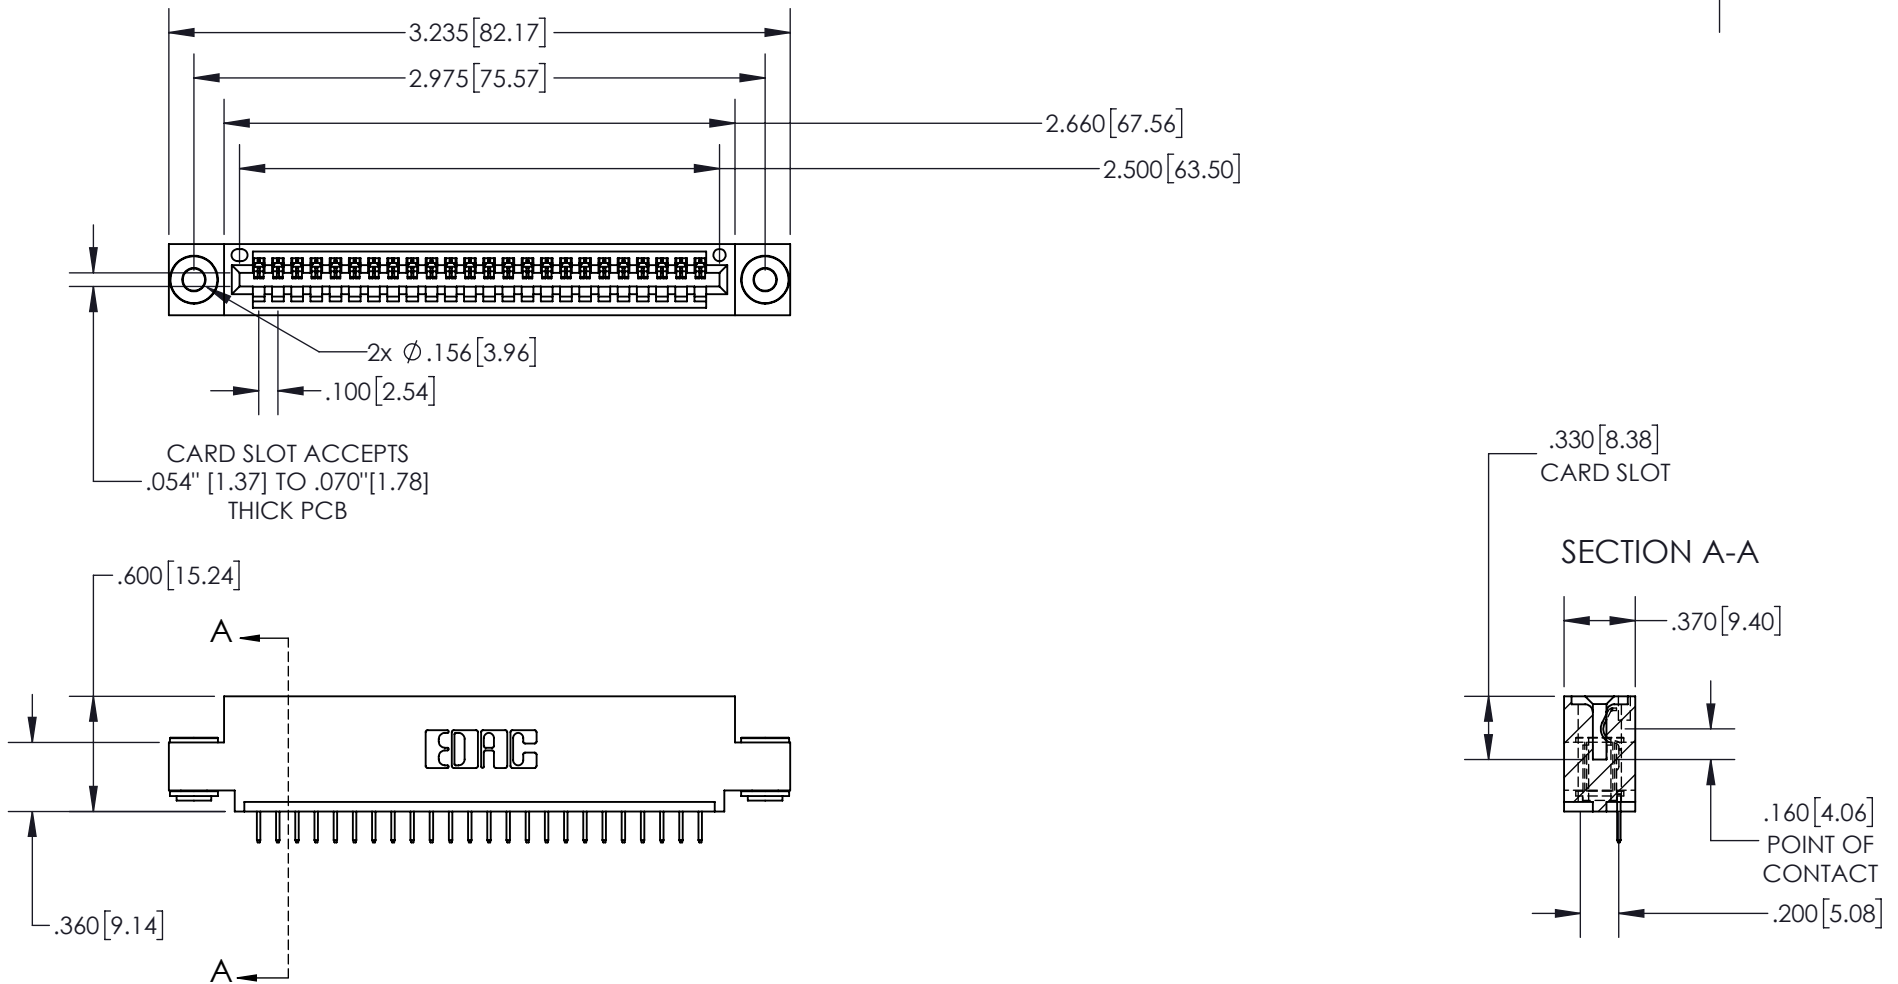 3.235[82.17]
2.975[75.57]
2.660[67.56]
2.500[63.50]
2x Ø.156[3.96]
.100[2.54]
CARD SLOT ACCEPTS
.054" [1.37] TO .070"[1.78]
THICK PCB
.330[8.38]
CARD SLOT
SECTION A-A
.600[15.24]
A
.370[9.40]
EDAC
.160[4.06]
POINT OF
CONTACT
.200[5.08]
.360[9.14]
A